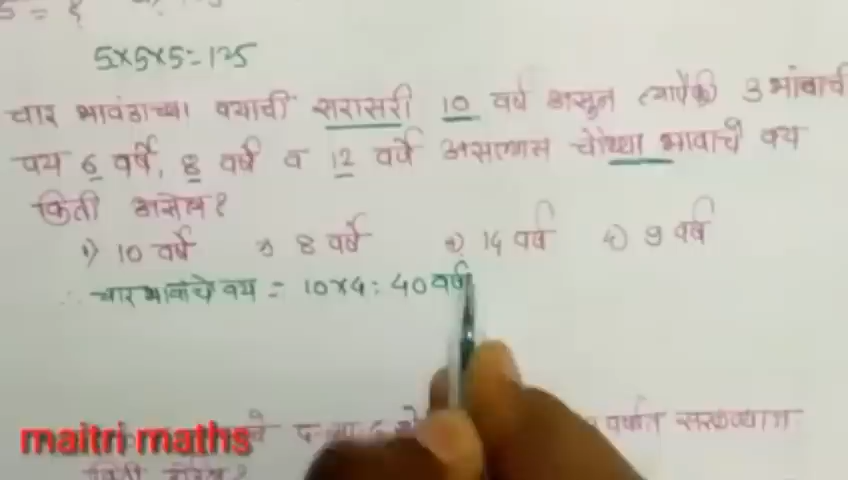 5×5×5=125
चार भावंडाच्या वयाची सरासरी 10 वर्षे असून त्यापैकी 3 भांवाचे
वय 6 वर्षे, 8 वर्षे व 12 वर्षे असल्यास चौथ्या भावाचे वय
किती असेल?
1) 10 वर्षे 2) 8 वर्षे 3) 14 वर्षे 4) 9 वर्षे
∴ चार भावांचे वय = 10×4 = 40 वर्षे
maitri maths